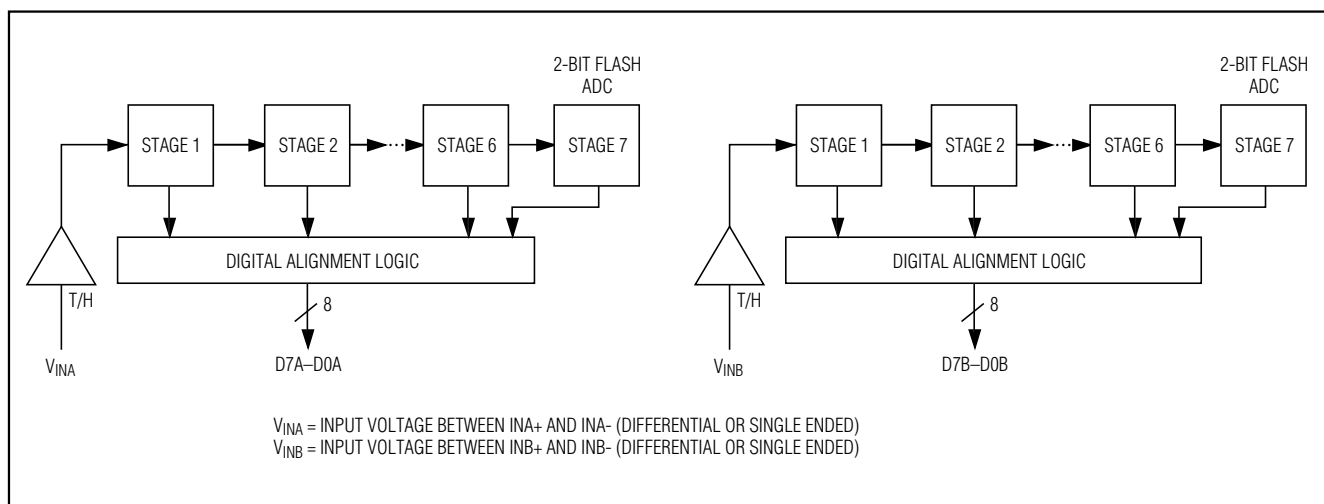 2-BIT FLASH
ADC
STAGE 1
STAGE 2
...
STAGE 6
STAGE 7
DIGITAL ALIGNMENT LOGIC
T/H
8
VINA
D7A–D0A
2-BIT FLASH
ADC
STAGE 1
STAGE 2
...
STAGE 6
STAGE 7
DIGITAL ALIGNMENT LOGIC
T/H
8
VINB
D7B–D0B
VINA = INPUT VOLTAGE BETWEEN INA+ AND INA- (DIFFERENTIAL OR SINGLE ENDED)
VINB = INPUT VOLTAGE BETWEEN INB+ AND INB- (DIFFERENTIAL OR SINGLE ENDED)